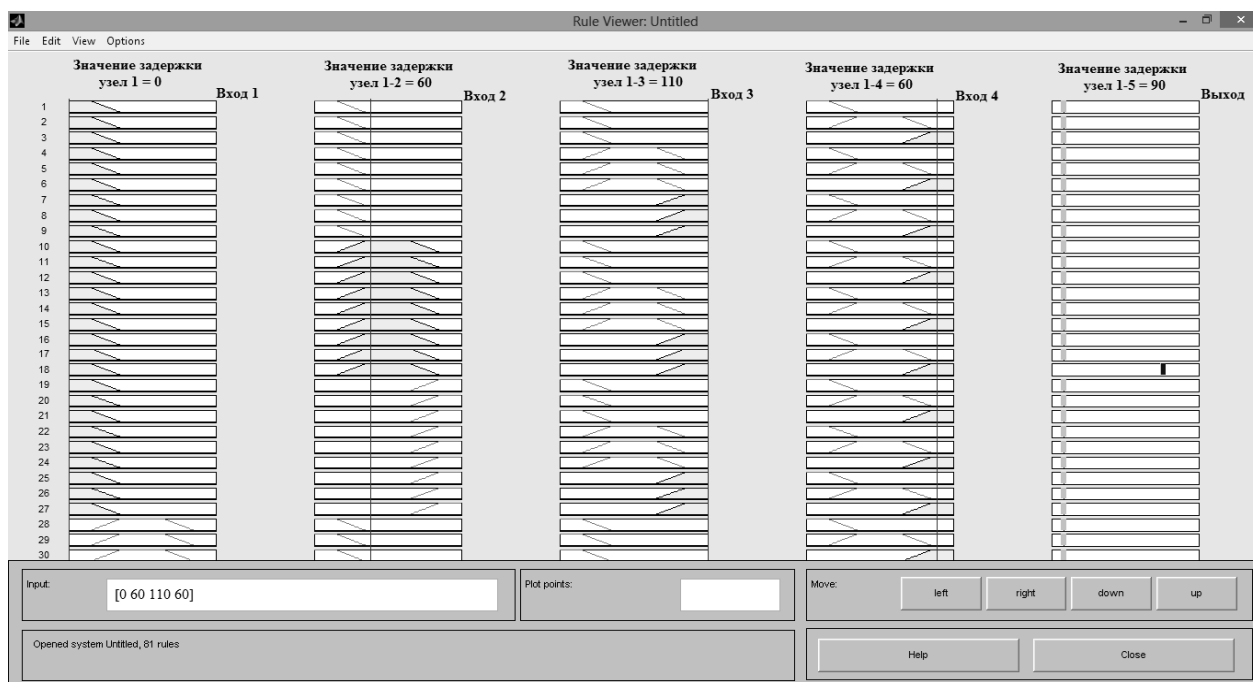 Rule Viewer: Untitled
File Edit View Options
Значение задержки
узел 1 = 0
Вход 1
Значение задержки
узел 1-2 = 60
Вход 2
Значение задержки
узел 1-3 = 110
Вход 3
Значение задержки
узел 1-4 = 60
Вход 4
Значение задержки
узел 1-5 = 90
Выход
1
2
3
4
5
6
7
8
9
10
11
12
13
14
15
16
17
18
19
20
21
22
23
24
25
26
27
28
29
30
Input:
[0 60 110 60]
Plot points:
Move:
left
right
down
up
Opened system Untitled, 81 rules
Help
Close